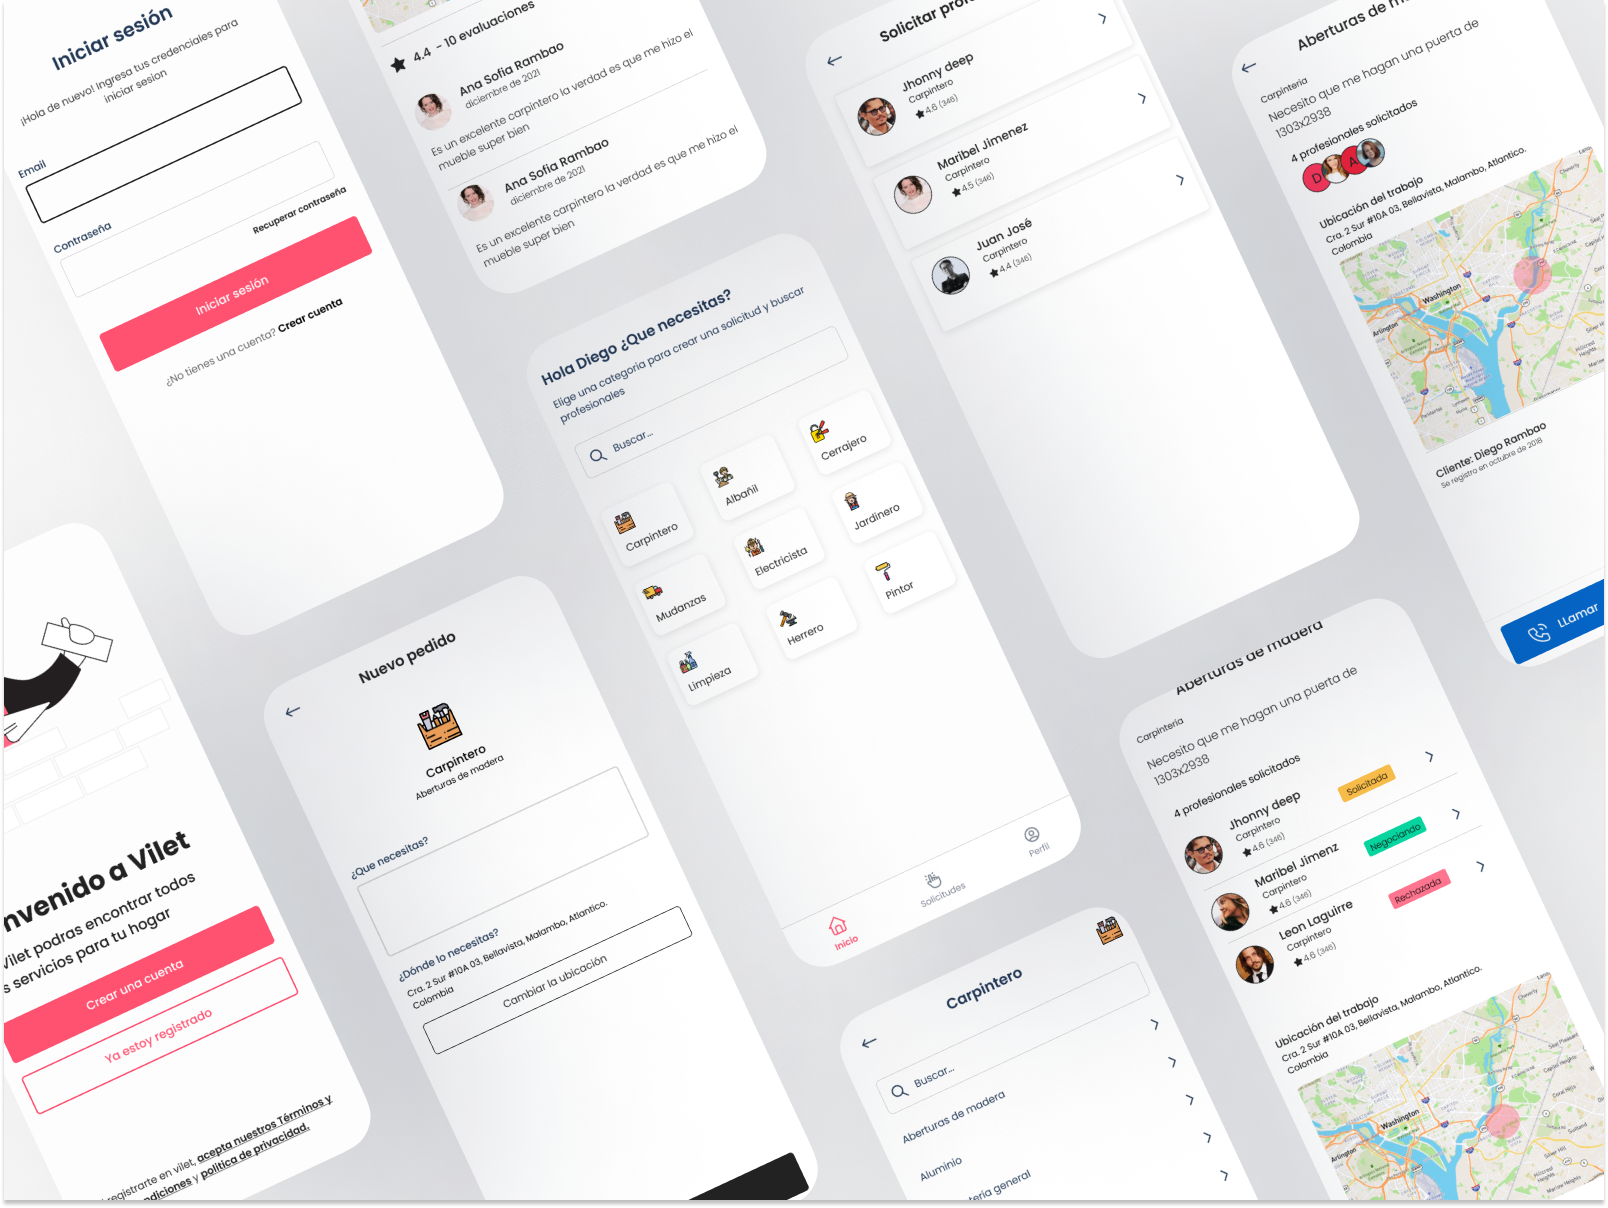 Iniciar sesión
¡Hola de nuevo! Ingresa tus credenciales para
iniciar sesion
Email
Contraseña
Recuperar contraseña
Iniciar sesión
¿No tienes una cuenta? Crear cuenta
4.4 - 10 evaluaciones
Ana Sofia Rambao
diciembre de 2021
Es un excelente carpintero la verdad es que me hizo el
mueble super bien
Ana Sofia Rambao
diciembre de 2021
Es un excelente carpintero la verdad es que me hizo el
mueble super bien
Solicitar prof
Jhonny deep
Carpintero
4.6 (346)
Maribel Jimenez
Carpintero
4.5 (346)
Juan José
Carpintero
4.4 (346)
Aberturas de m
Carpinteria
Necesito que me hagan una puerta de
1303x2938
4 profesionales solicitados
D
A
Ubicación del trabajo
Cra. 2 Sur #10A 03, Bellavista, Malambo, Atlantico.
Colombia
Washington
Arlington
Cheverly
Cliente: Diego Rambao
Se registro en octubre de 2018
LLamar
Hola Diego ¿Que necesitas?
Elige una categoria para crear una solicitud y buscar
profesionales
Buscar...
Carpintero
Albañil
Cerrajero
Mudanzas
Electricista
Jardinero
Limpieza
Herrero
Pintor
Inicio
Solicitudes
Perfil
nvenido a Vilet
Vilet podras encontrar todos
s servicios para tu hogar
Crear una cuenta
Ya estoy registrado
registrarte en vilet, acepta nuestros Términos y
ndiciones y politica de privacidad.
Nuevo pedido
Carpintero
Aberturas de madera
¿Que necesitas?
¿Dónde lo necesitas?
Cra. 2 Sur #10A 03, Bellavista, Malambo, Atlantico.
Colombia
Cambiar la ubicación
Carpintero
Buscar...
Aberturas de madera
Aluminio
tería general
Aberturas de madera
Carpinteria
Necesito que me hagan una puerta de
1303x2938
4 profesionales solicitados
Jhonny deep
Carpintero
4.6 (346)
Solicitada
Maribel Jimenz
Carpintero
4.6 (346)
Negociando
Leon Laguirre
Carpintero
4.6 (346)
Rechazada
Ubicación del trabajo
Cra. 2 Sur #10A 03, Bellavista, Malambo, Atlantico.
Colombia
Washington
Arlington
Cheverly